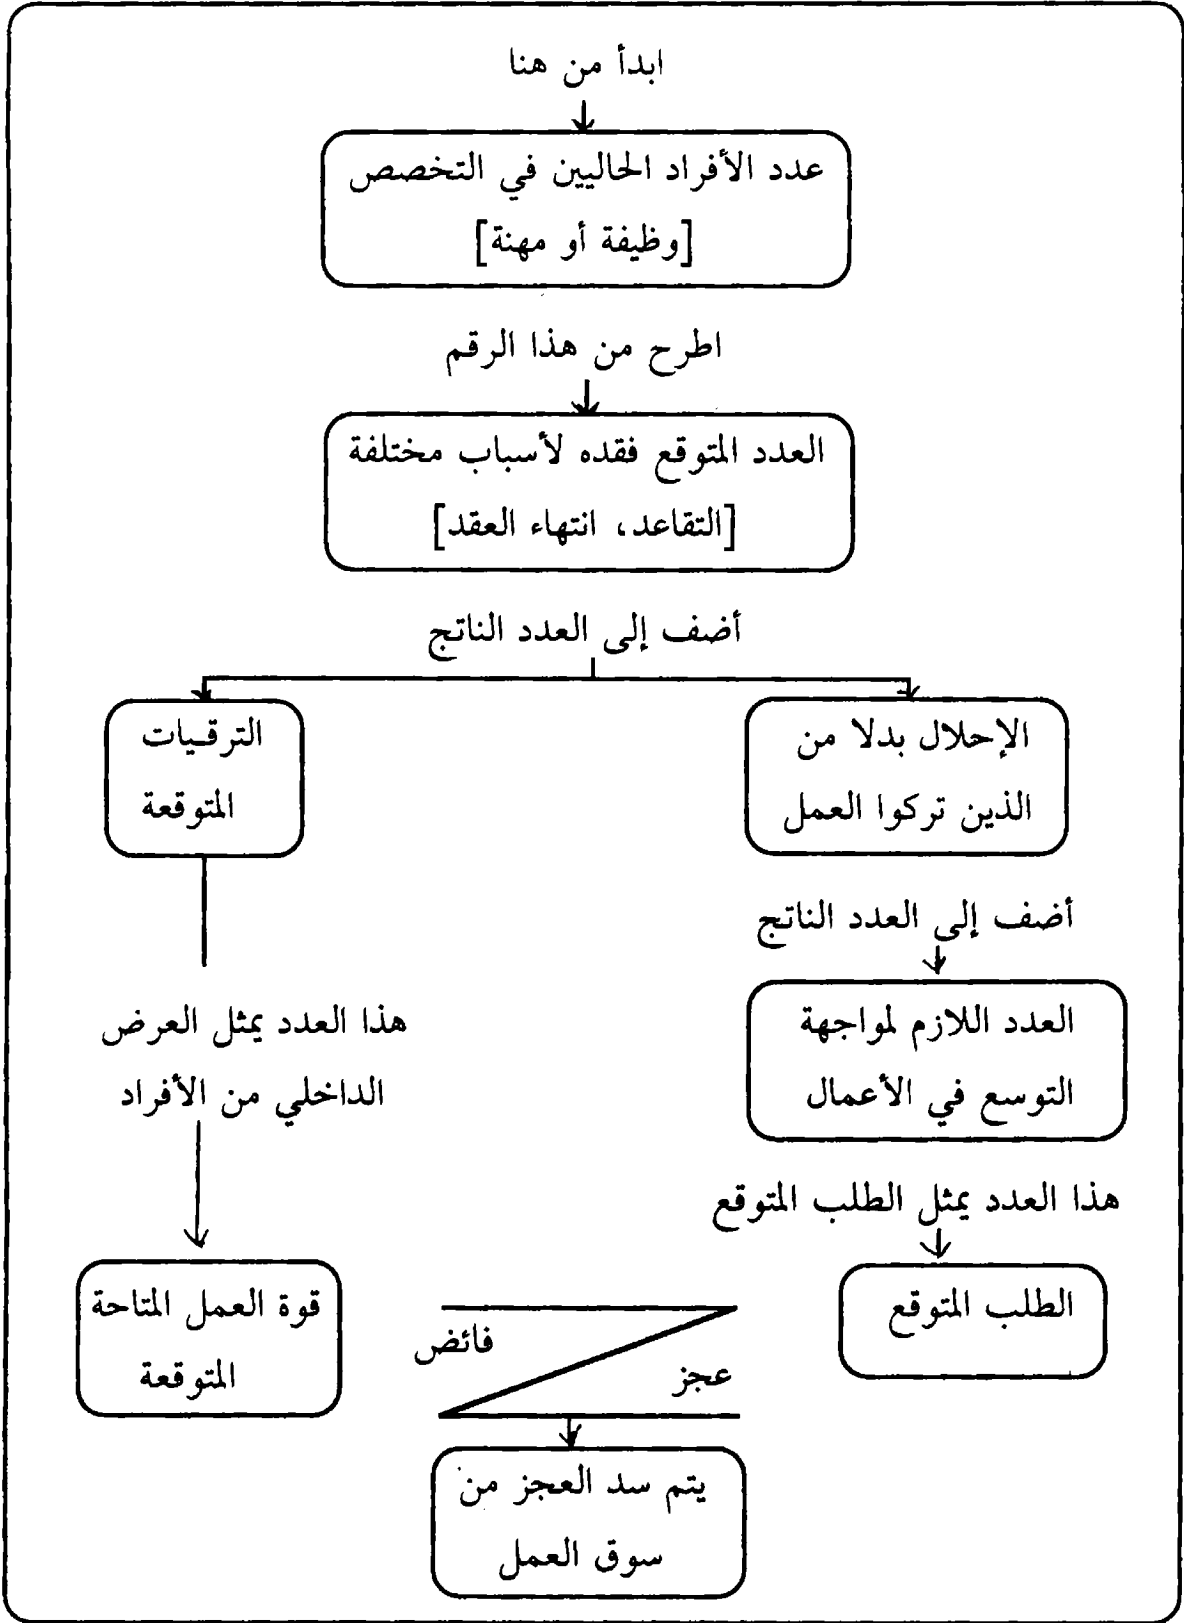 ابدأ من هنا
عدد الأفراد الحاليين في التخصص
[وظيفة أو مهنة]
اطرح من هذا الرقم
العدد المتوقع فقده لأسباب مختلفة
[التقاعد، انتهاء العقد]
أضف إلى العدد الناتج
الإحلال بدلا من
الذين تركوا العمل
الترقيات
المتوقعة
أضف إلى العدد الناتج
العدد اللازم لمواجهة
التوسع في الأعمال
هذا العدد يمثل العرض
الداخلي من الأفراد
هذا العدد يمثل الطلب المتوقع
الطلب المتوقع
قوة العمل المتاحة
المتوقعة
فائض
عجز
يتم سد العجز من
سوق العمل